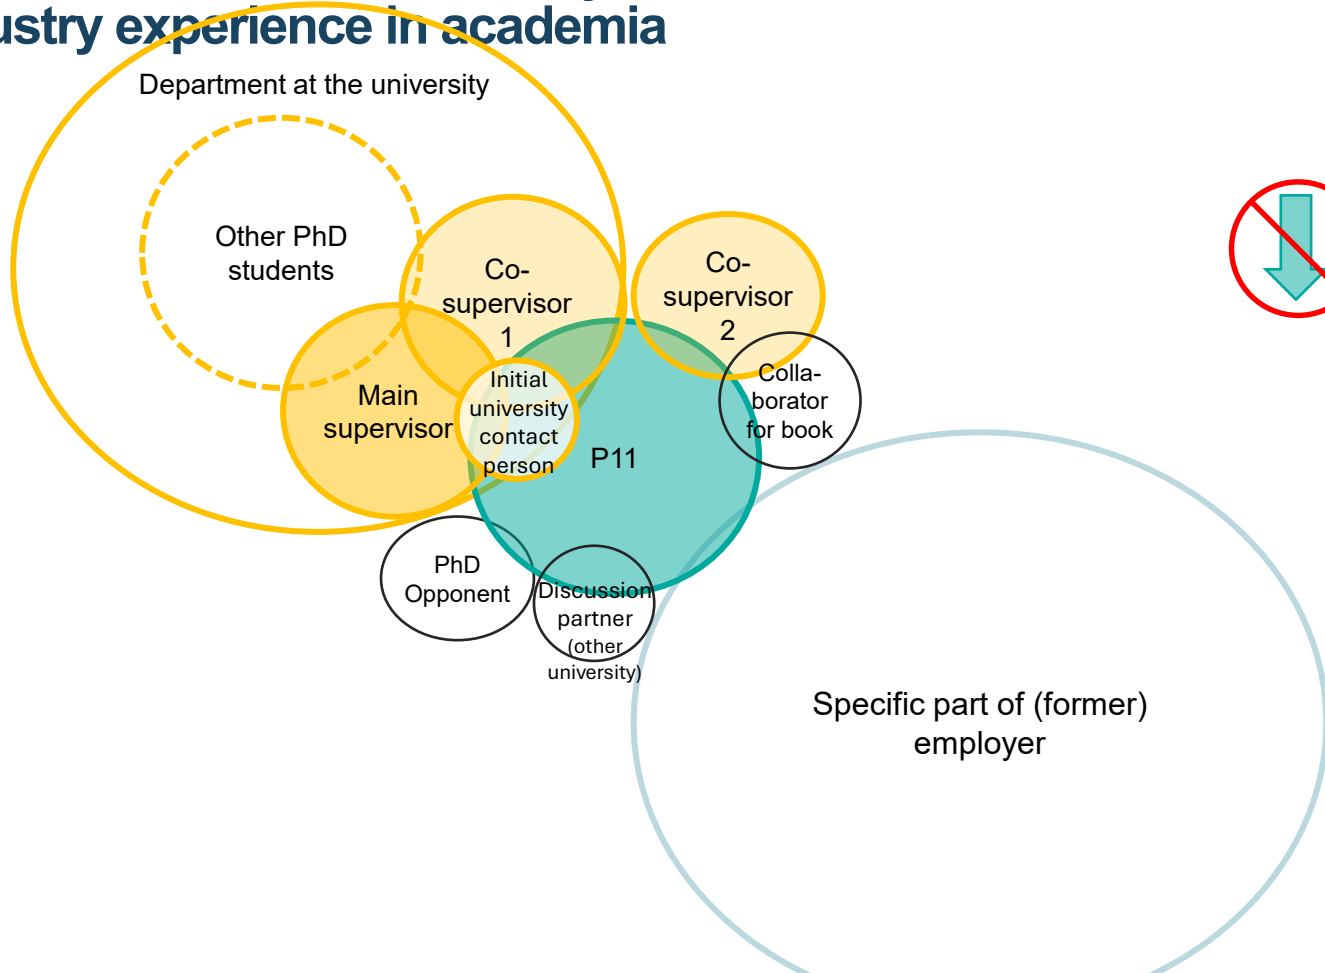 experience in academia
Department at the university
Other PhD
students
Co-
supervisor
1
Co-
supervisor
2
Main
supervisor
Initial
university
contact
person
P11
Colla-
borator
for book
PhD
Opponent
Discussion
partner
(other
university)
Specific part of (former)
employer